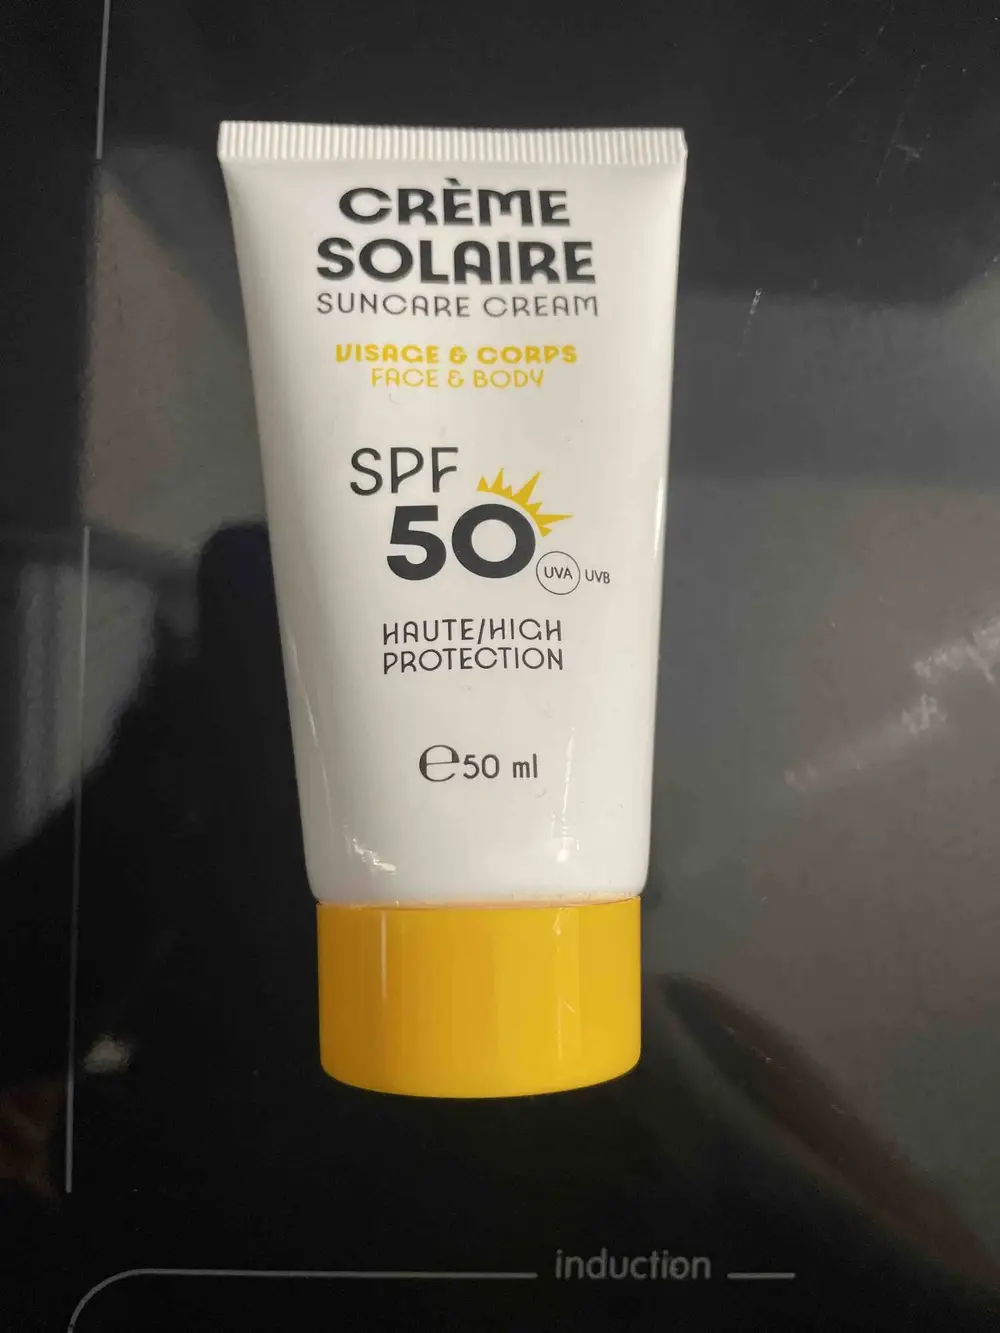 CRÈME
SOLAIRE
SUNCARE CREAM
VISAGE & CORPS
FACE & BODY
SPF
50
UVA UVB
HAUTE/HIGH
PROTECTION
℮50 ml
induction